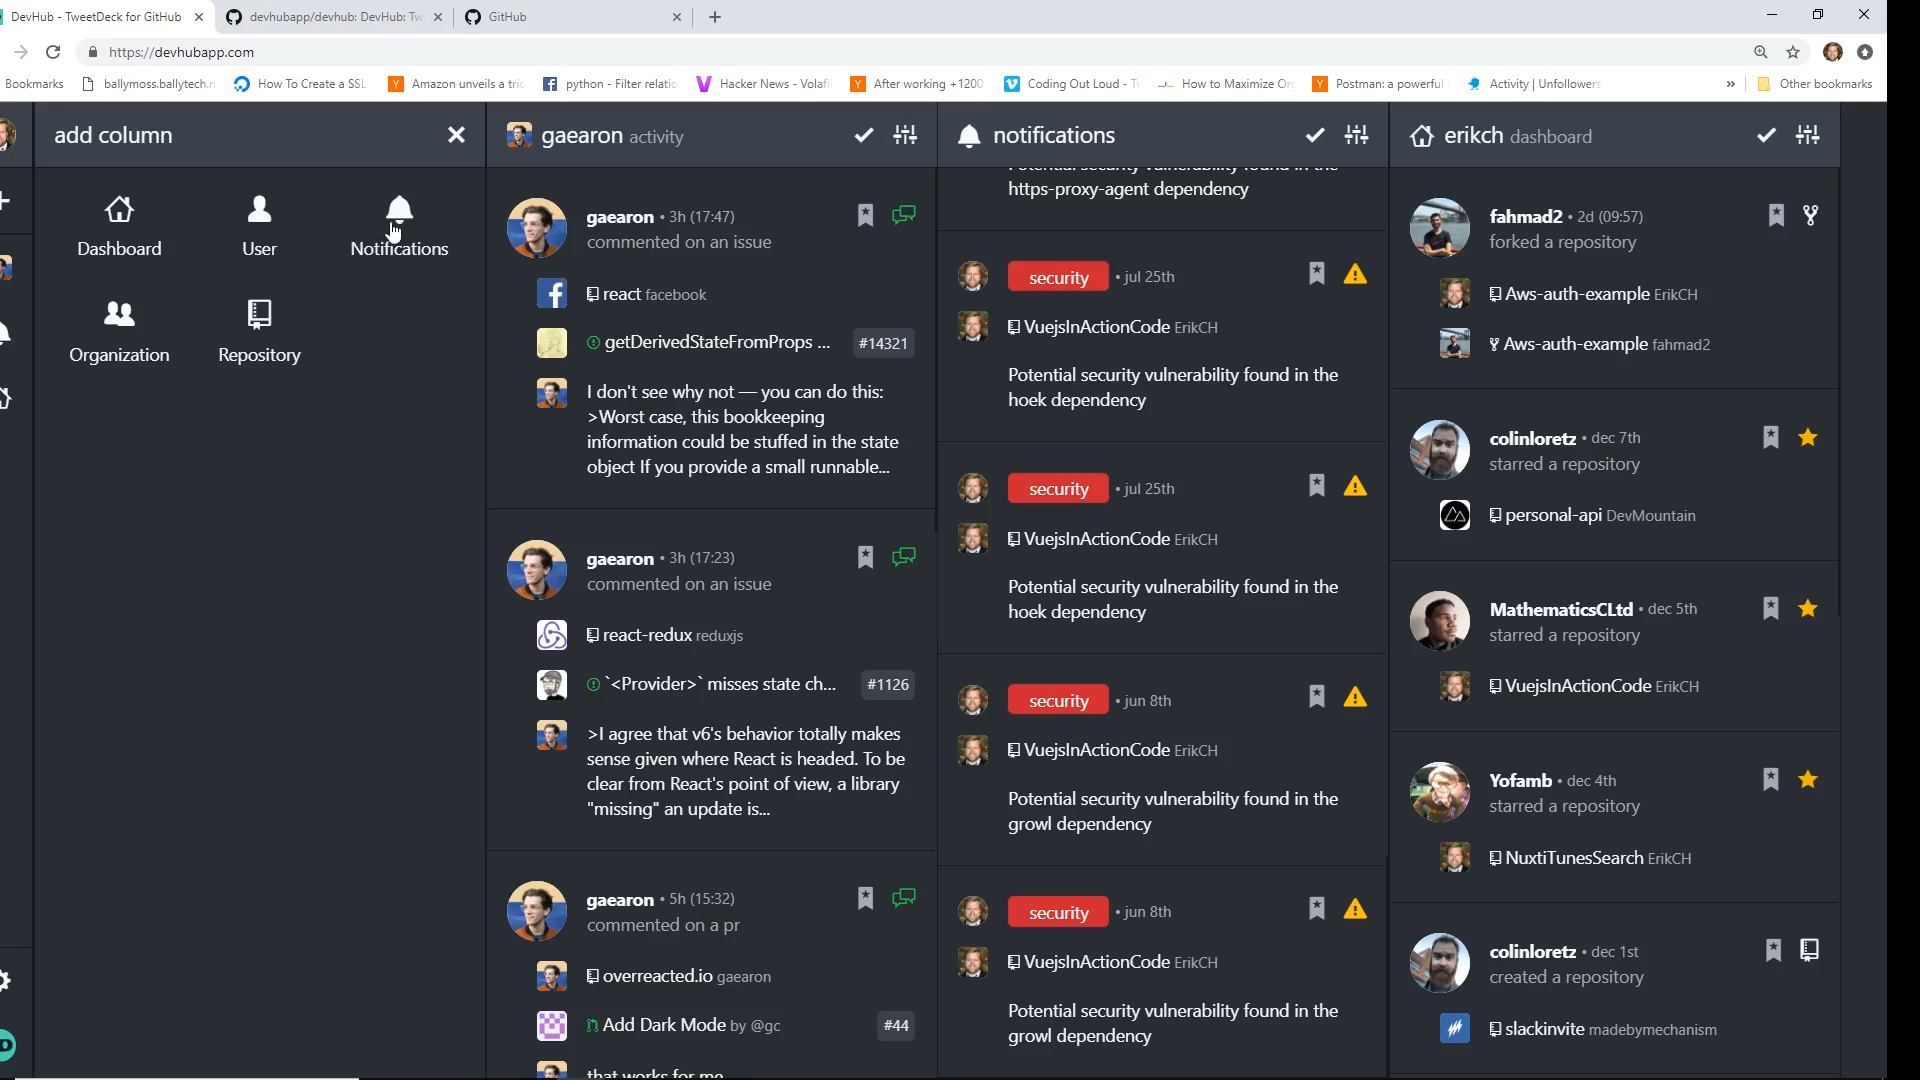 DevHub - TweetDeck for GitHub
devhubapp/devhub: DevHub: Tw
GitHub
https://devhubapp.com
Bookmarks
ballymoss.ballytech.n
How To Create a SSL
Amazon unveils a tric
python - Filter relatio
Hacker News - Volafil
After working +1200
Coding Out Loud - Tw
How to Maximize Org
Postman: a powerful
Activity | Unfollowers
»
Other bookmarks
add column
Dashboard
User
Notifications
Organization
Repository
gaearon activity
gaearon • 3h (17:47)
commented on an issue
react facebook
getDerivedStateFromProps ... #14321
I don't see why not — you can do this:
>Worst case, this bookkeeping
information could be stuffed in the state
object If you provide a small runnable...
gaearon • 3h (17:23)
commented on an issue
react-redux reduxjs
`<Provider>` misses state ch... #1126
>I agree that v6's behavior totally makes
sense given where React is headed. To be
clear from React's point of view, a library
"missing" an update is...
gaearon • 5h (15:32)
commented on a pr
overreacted.io gaearon
Add Dark Mode by @gc #44
that works for me
notifications
Potential security vulnerability found in the
https-proxy-agent dependency
security • jul 25th
VuejsInActionCode ErikCH
Potential security vulnerability found in the
hoek dependency
security • jul 25th
VuejsInActionCode ErikCH
Potential security vulnerability found in the
hoek dependency
security • jun 8th
VuejsInActionCode ErikCH
Potential security vulnerability found in the
growl dependency
security • jun 8th
VuejsInActionCode ErikCH
Potential security vulnerability found in the
growl dependency
erikch dashboard
fahmad2 • 2d (09:57)
forked a repository
Aws-auth-example ErikCH
Aws-auth-example fahmad2
colinloretz • dec 7th
starred a repository
personal-api DevMountain
MathematicsCLtd • dec 5th
starred a repository
VuejsInActionCode ErikCH
Yofamb • dec 4th
starred a repository
NuxtiTunesSearch ErikCH
colinloretz • dec 1st
created a repository
slackinvite madebymechanism